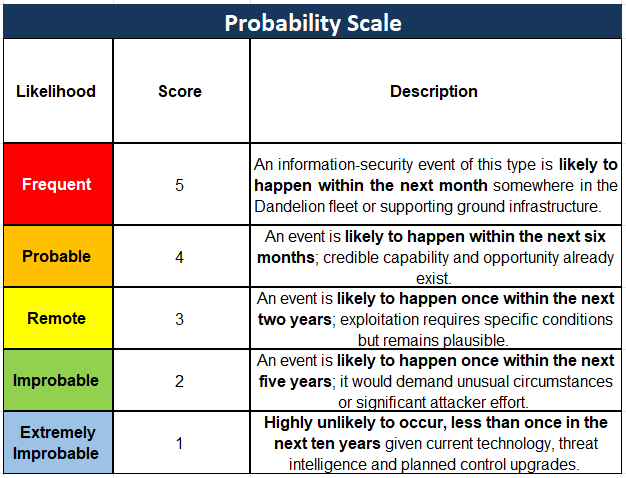 Probability Scale
Likelihood Score Description
Frequent 5 An information-security event of this type is likely to
happen within the next month somewhere in the
Dandelion fleet or supporting ground infrastructure.
Probable 4 An event is likely to happen within the next six
months; credible capability and opportunity already
exist.
Remote 3 An event is likely to happen once within the next
two years; exploitation requires specific conditions
but remains plausible.
Improbable 2 An event is likely to happen once within the next
five years; it would demand unusual circumstances
or significant attacker effort.
Extremely
Improbable 1 Highly unlikely to occur, less than once in the
next ten years given current technology, threat
intelligence and planned control upgrades.